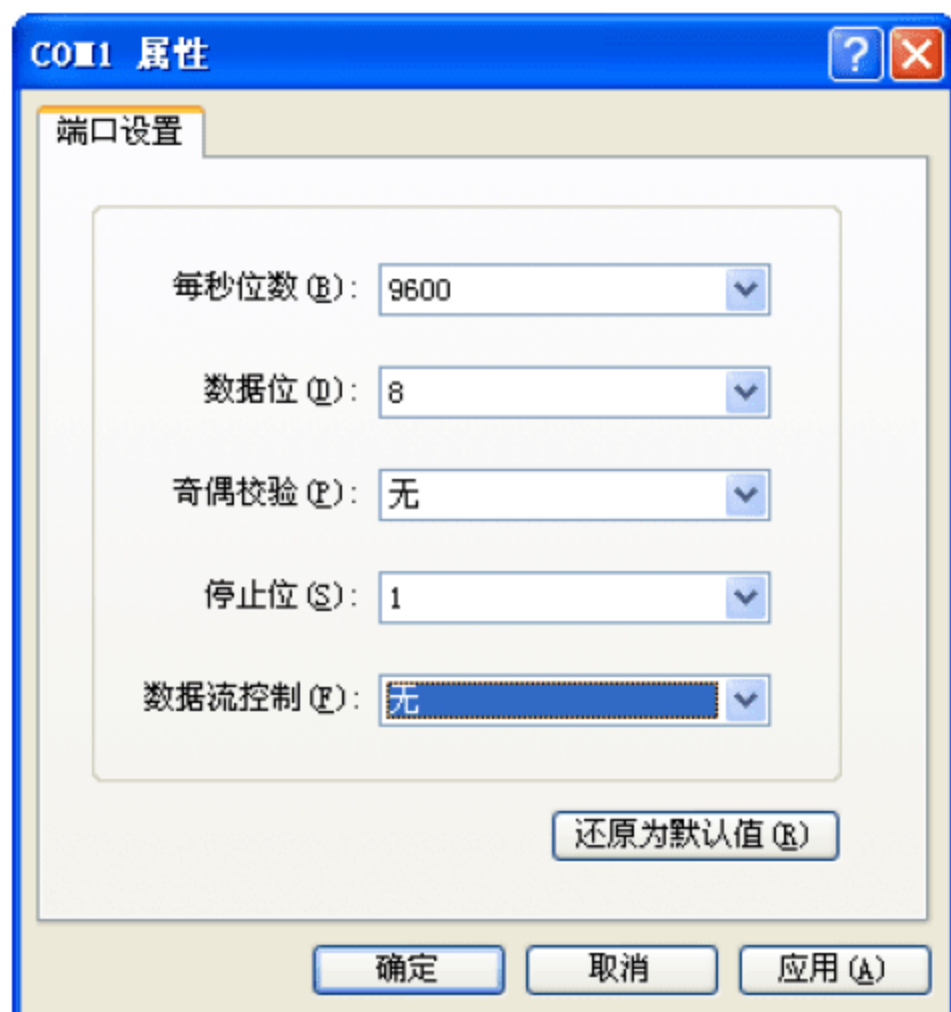 COM1 属性
端口设置
每秒位数(B): 9600
数据位(D): 8
奇偶校验(P): 无
停止位(S): 1
数据流控制(F): 无
还原为默认值(R)
确定 取消 应用(A)